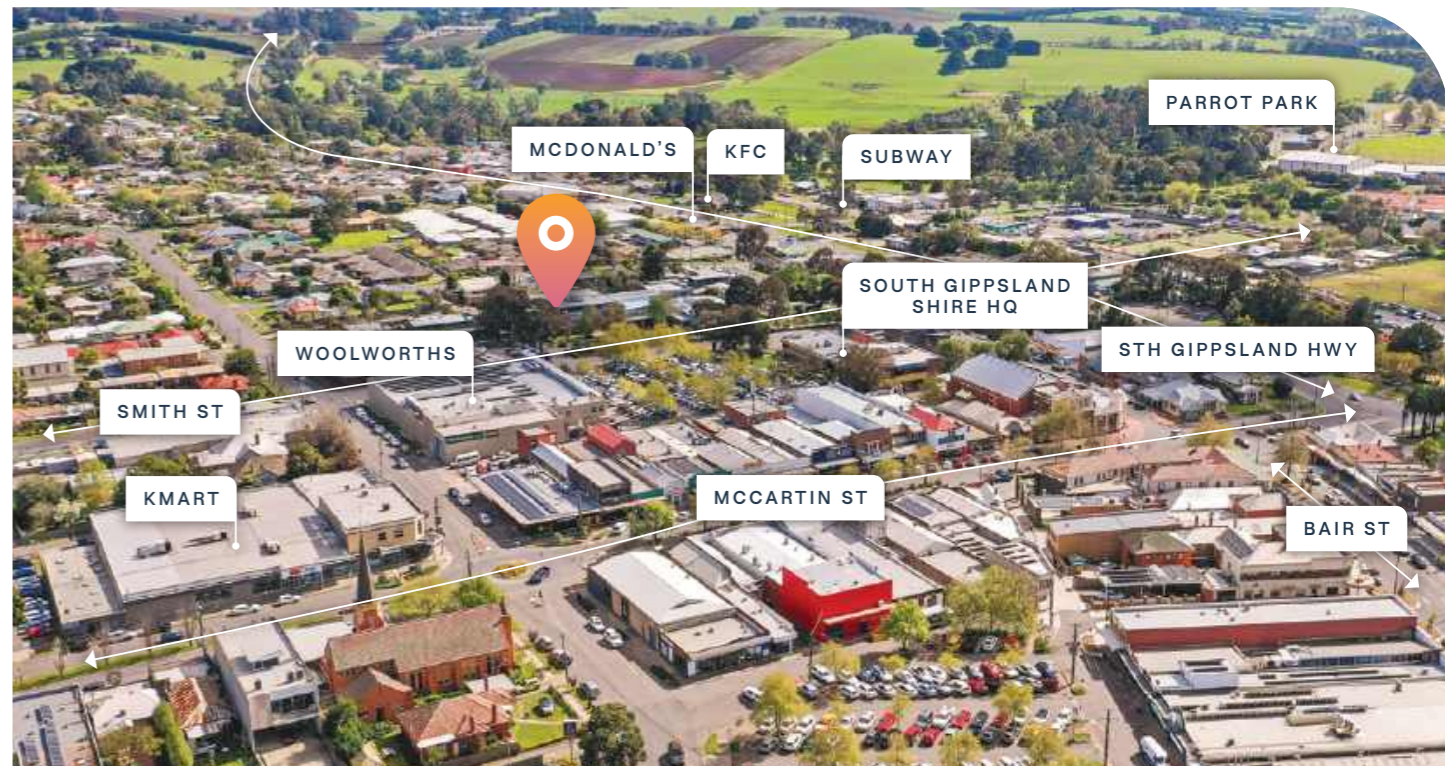 PARROT PARK
MCDONALD'S
KFC
SUBWAY
SOUTH GIPPSLAND
SHIRE HQ
WOOLWORTHS
STH GIPPSLAND HWY
SMITH ST
KMART
MCCARTIN ST
BAIR ST